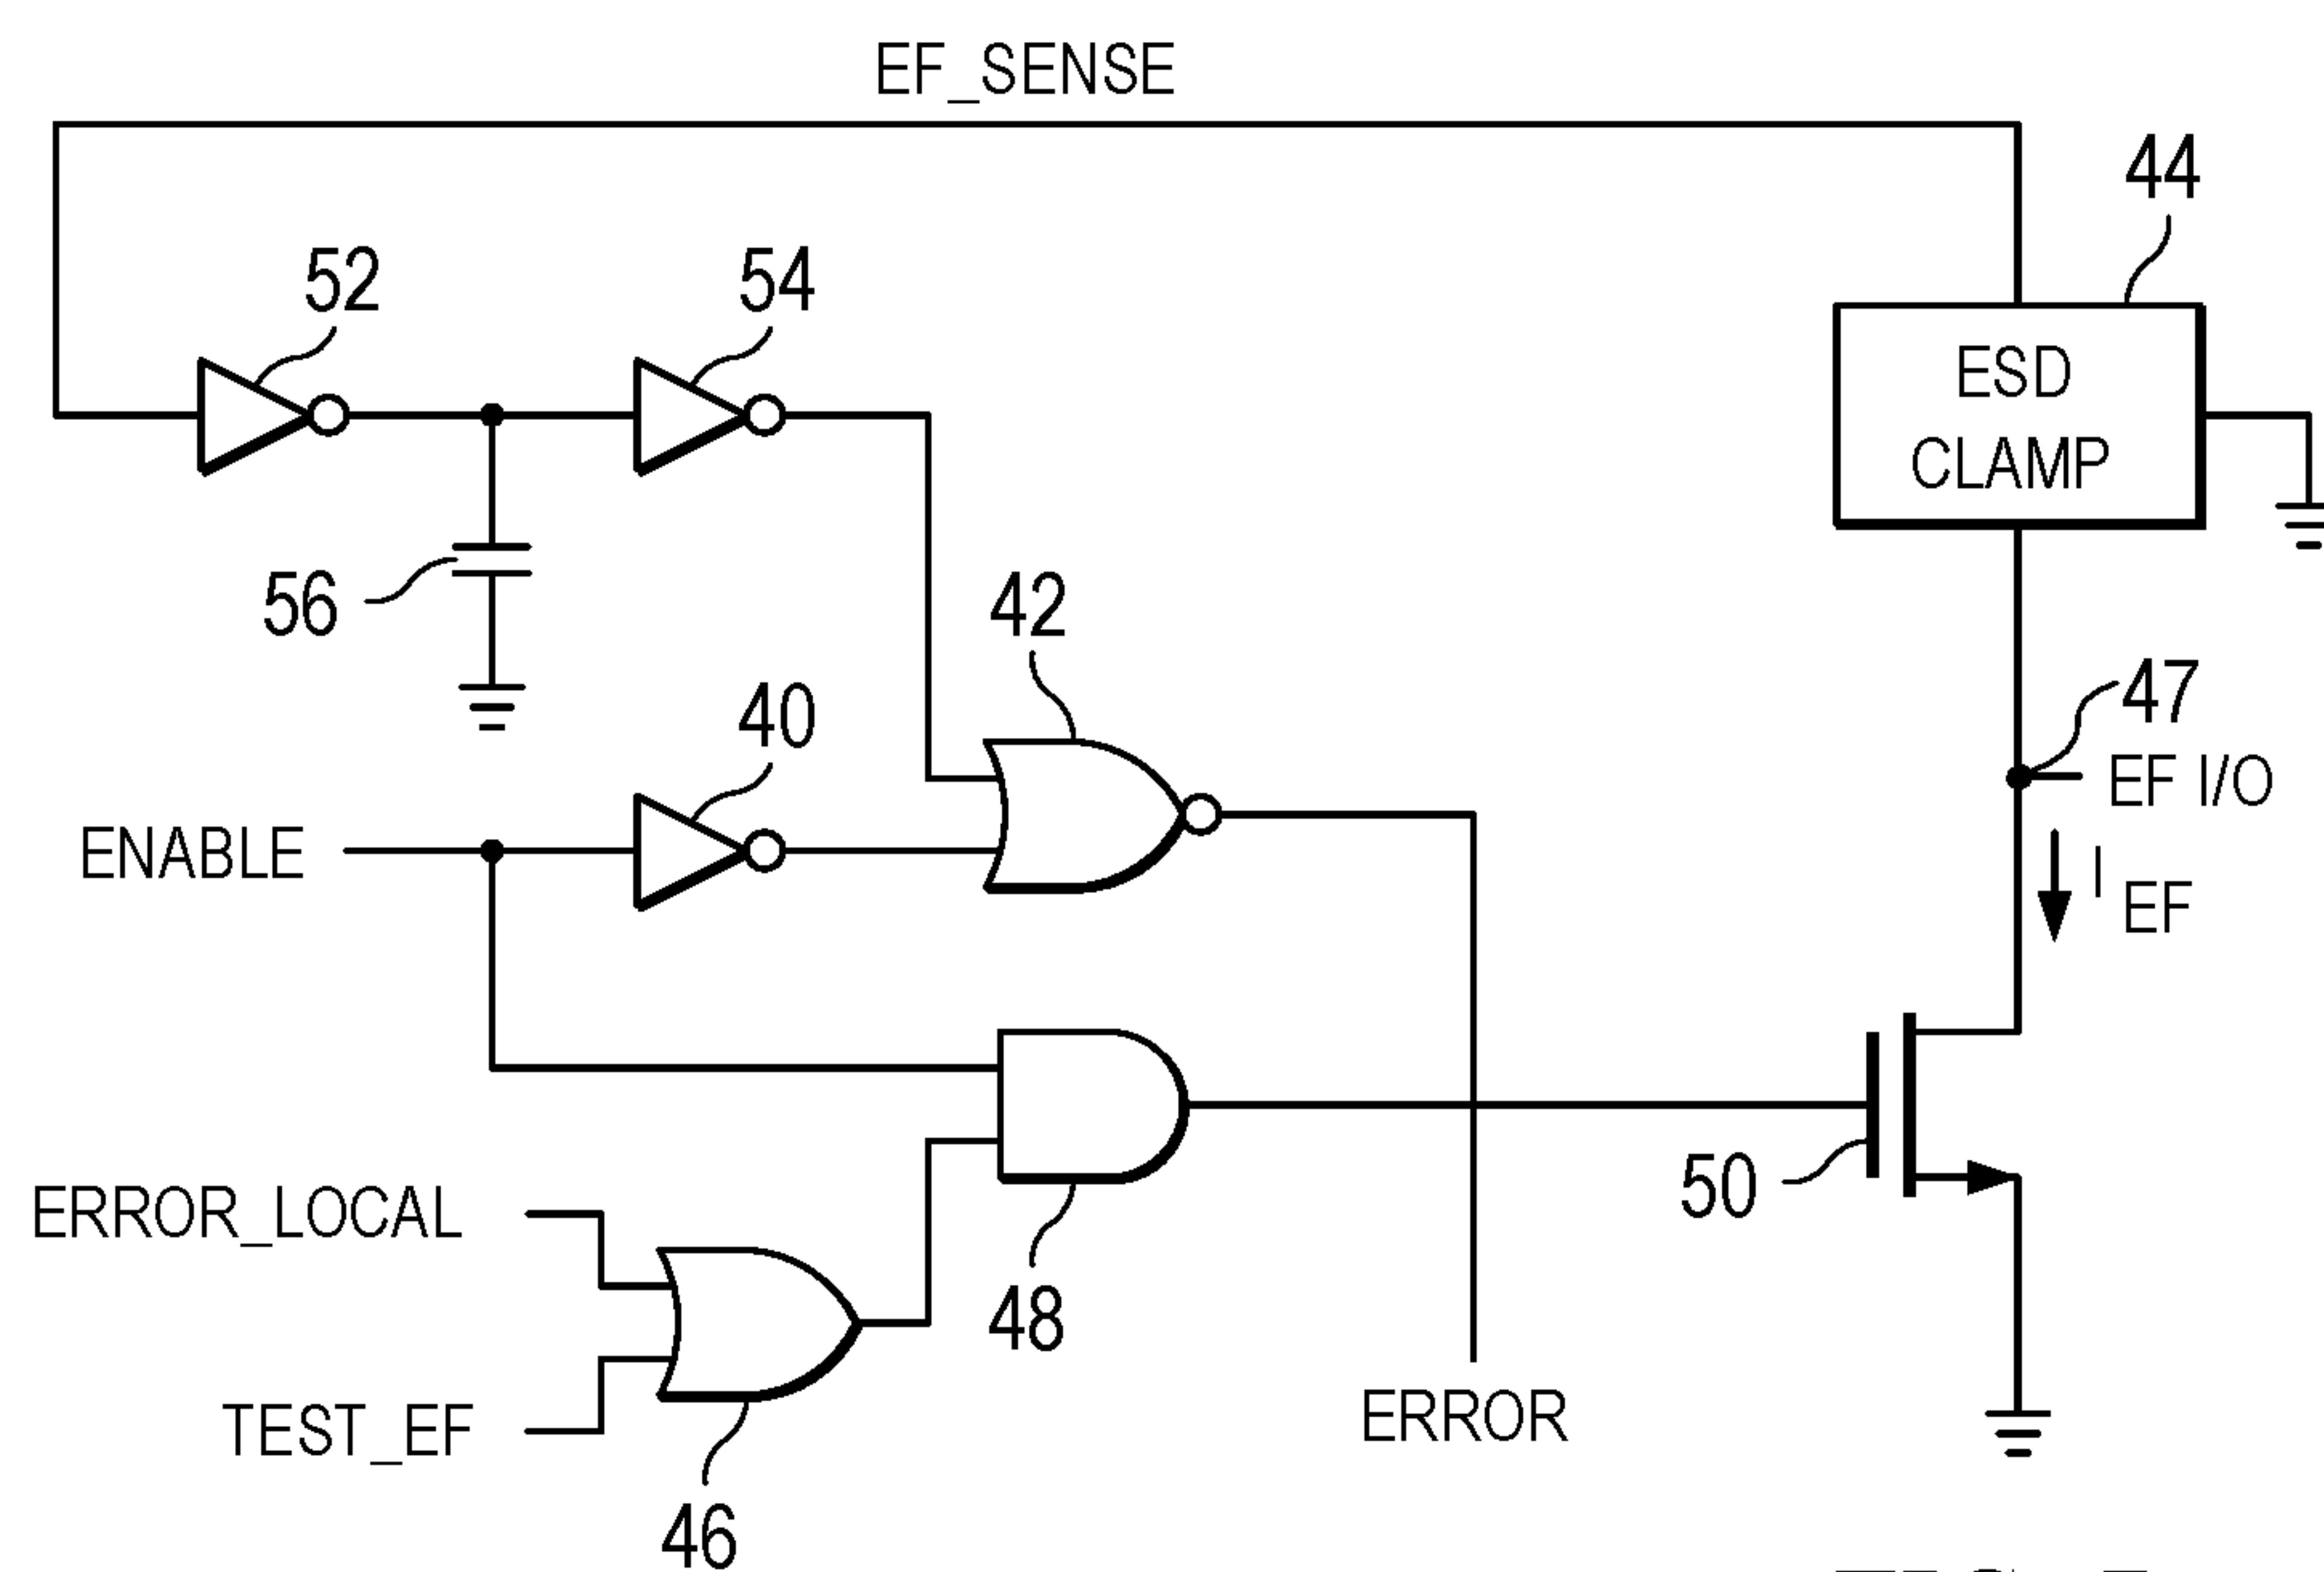 EF_SENSE
44
52
54
ESD
CLAMP
56
42
47
40
EF I/O
ENABLE
I EF
50
ERROR_LOCAL
48
ERROR
TEST_EF
46